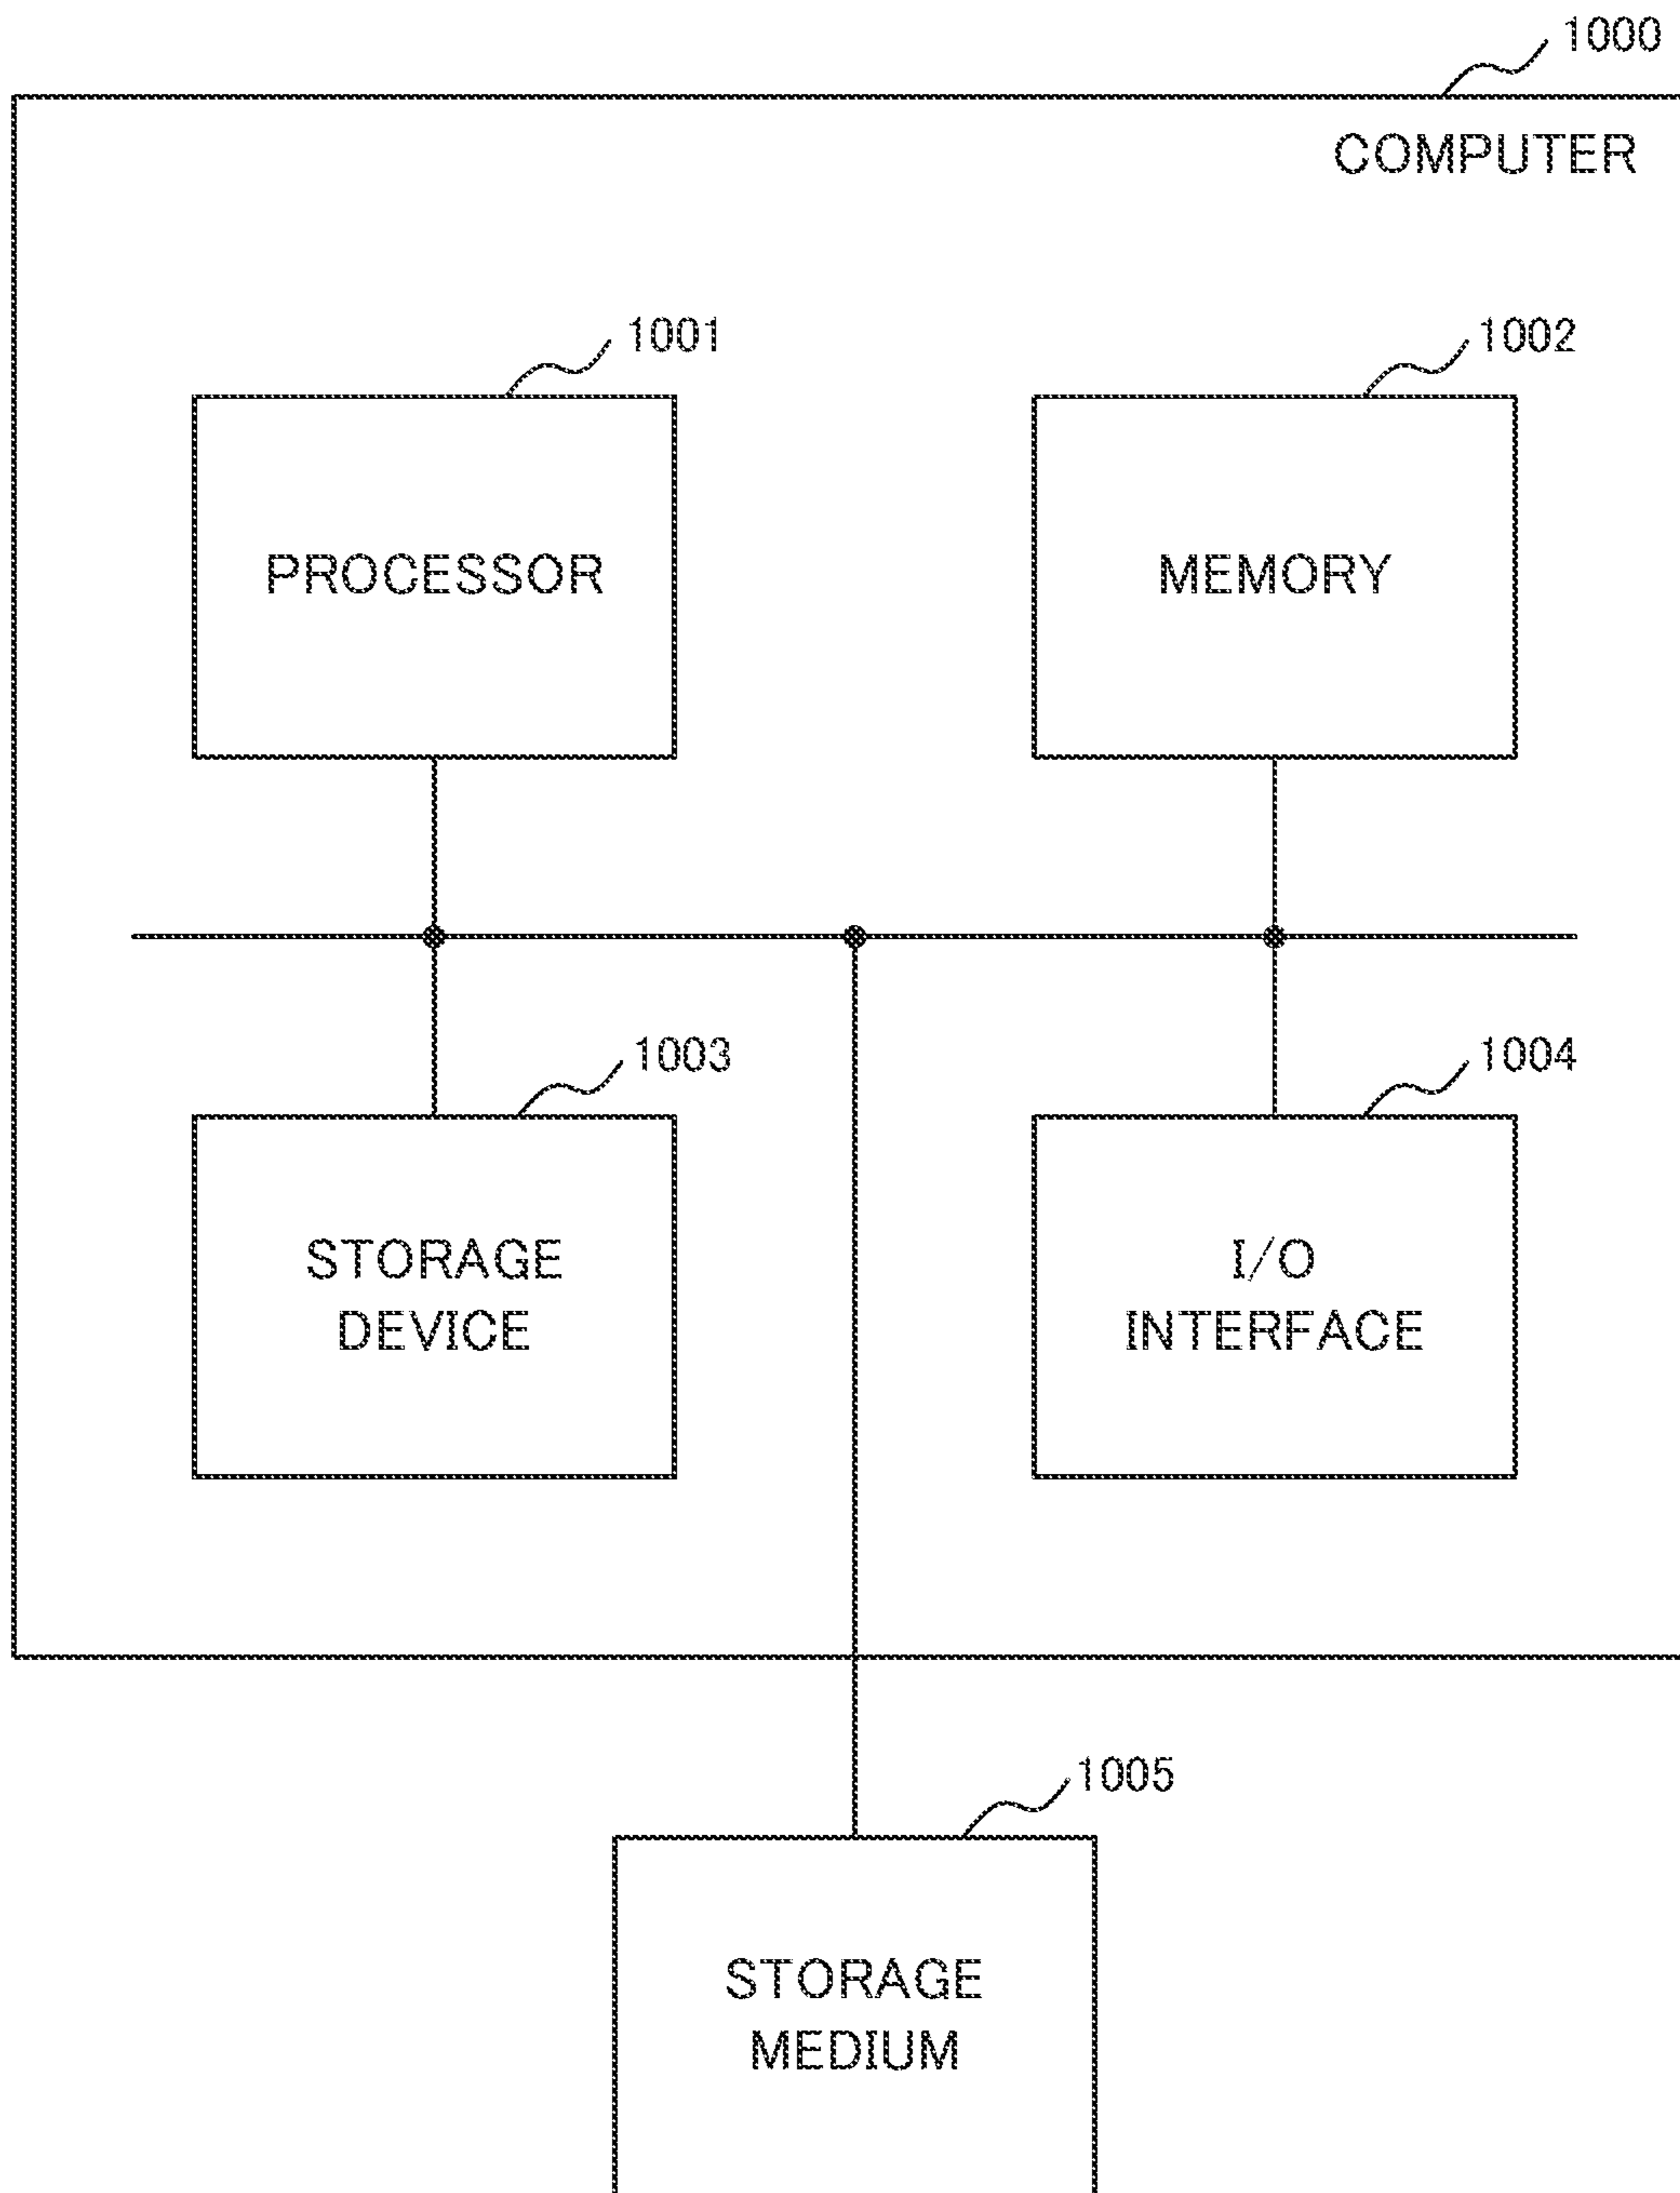 1000
COMPUTER
1001
1002
PROCESSOR
MEMORY
1003
1004
STORAGE
DEVICE
I/O
INTERFACE
1005
STORAGE
MEDIUM